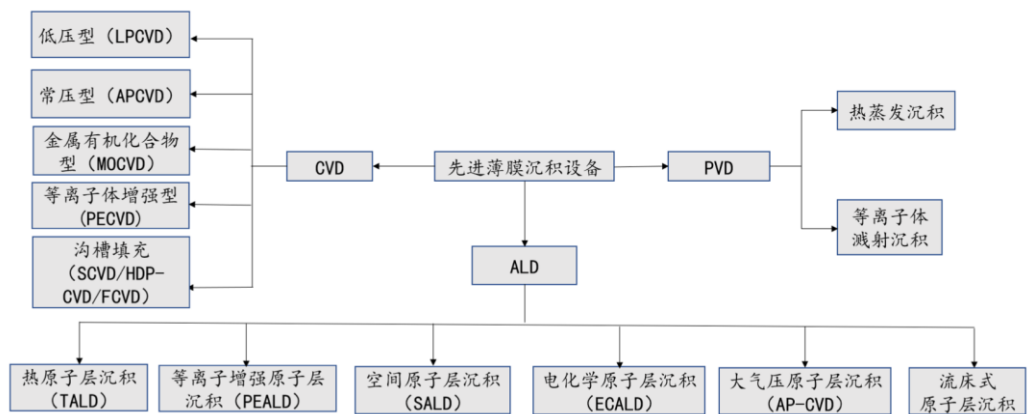 低压型（LPCVD）
常压型（APCVD）
金属有机化合物
型（MOCVD）
等离子体增强型
(PECVD)
沟槽填充
（SCVD/HDP-
CVD/FCVD）
CVD
先进薄膜沉积设备
PVD
热蒸发沉积
等离子体
溅射沉积
ALD
热原子层沉积
(TALD)
等离子增强原子层
沉积（PEALD）
空间原子层沉积
(SALD)
电化学原子层沉积
(ECALD)
大气压原子层沉积
(AP-CVD)
流床式
原子层沉积